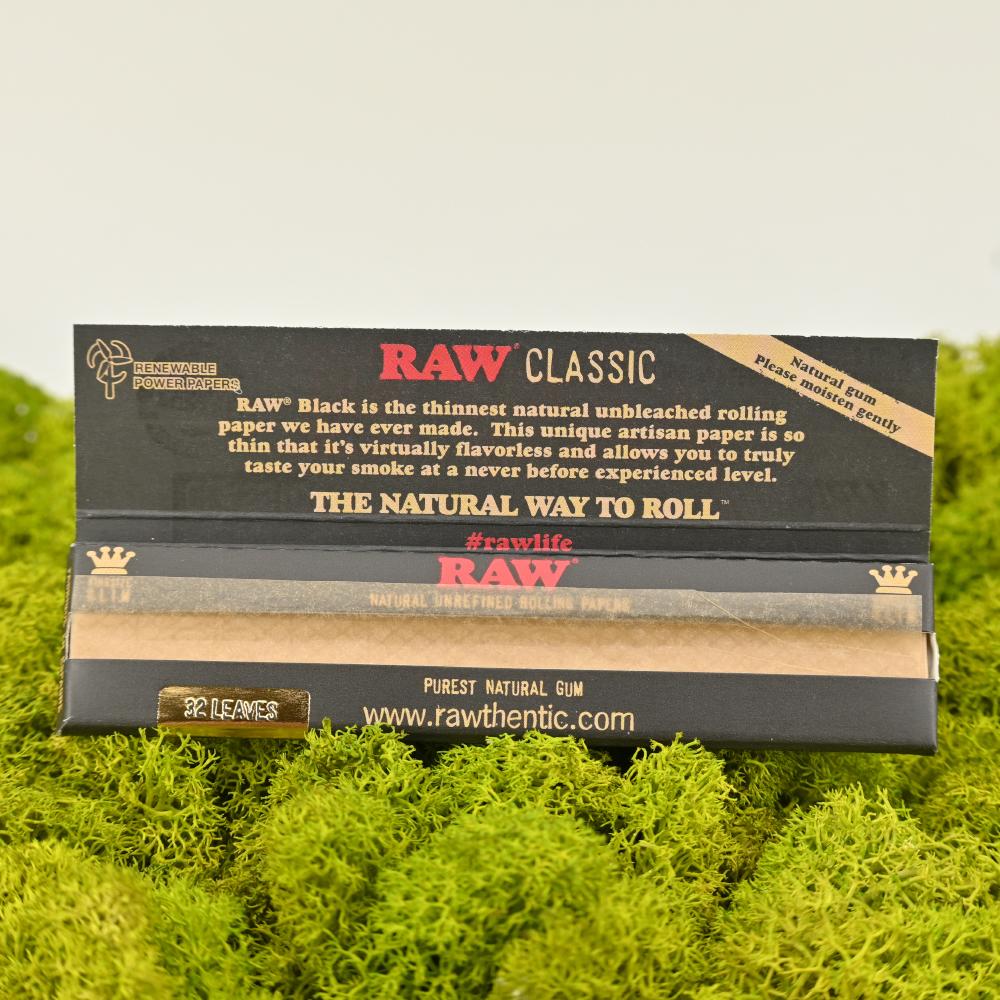 RENEWABLE
POWER PAPERS
RAW® CLASSIC
Natural gum
Please moisten gently
RAW® Black is the thinnest natural unbleached rolling
paper we have ever made. This unique artisan paper is so
thin that it's virtually flavorless and allows you to truly
taste your smoke at a never before experienced level.
THE NATURAL WAY TO ROLL™
#rawlife
RAW®
NATURAL UNREFINED ROLLING PAPERS
PUREST NATURAL GUM
32 LEAVES
www.rawthentic.com